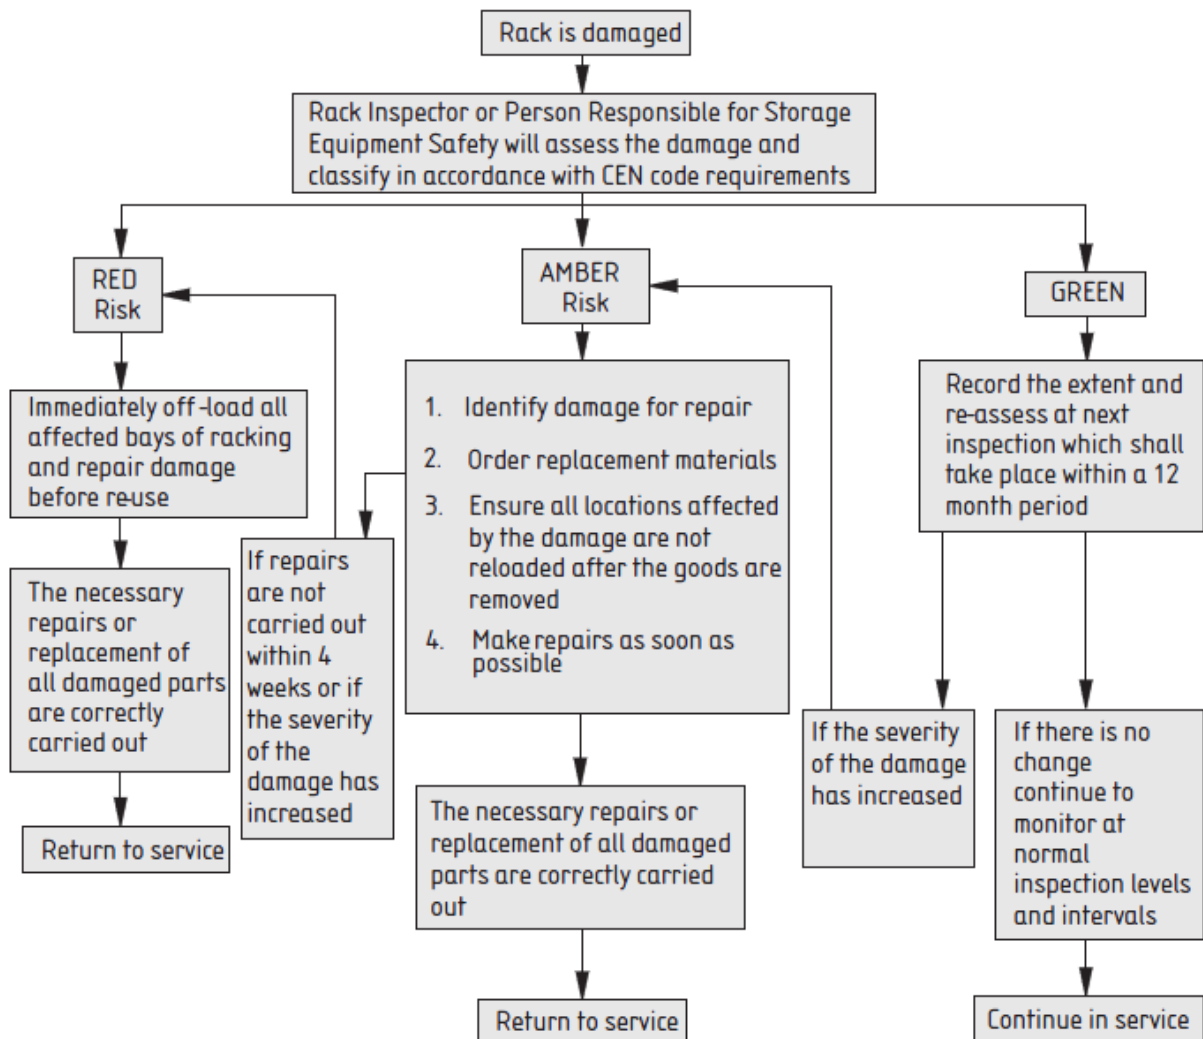 Rack is damaged
Rack Inspector or Person Responsible for Storage
Equipment Safety will assess the damage and
classify in accordance with CEN code requirements
RED
Risk
AMBER
Risk
GREEN
Immediately off-load all
affected bays of racking
and repair damage
before re-use
The necessary
repairs or
replacement of
all damaged parts
are correctly
carried out
Return to service
If repairs
are not
carried out
within 4
weeks or if
the severity
of the
damage has
increased
1. Identify damage for repair
2. Order replacement materials
3. Ensure all locations affected
by the damage are not
reloaded after the goods are
removed
4. Make repairs as soon as
possible
The necessary repairs or
replacement of all damaged
parts are correctly carried
out
Return to service
Record the extent and
re-assess at next
inspection which shall
take place within a 12
month period
If the severity
of the damage
has increased
If there is no
change
continue to
monitor at
normal
inspection levels
and intervals
Continue in service